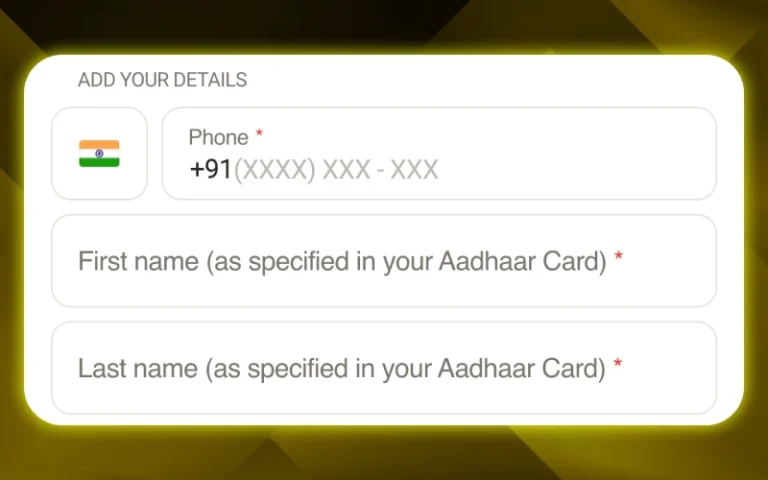 ADD YOUR DETAILS
Phone *
+91(XXXX) XXX - XXX
First name (as specified in your Aadhaar Card) *
Last name (as specified in your Aadhaar Card) *